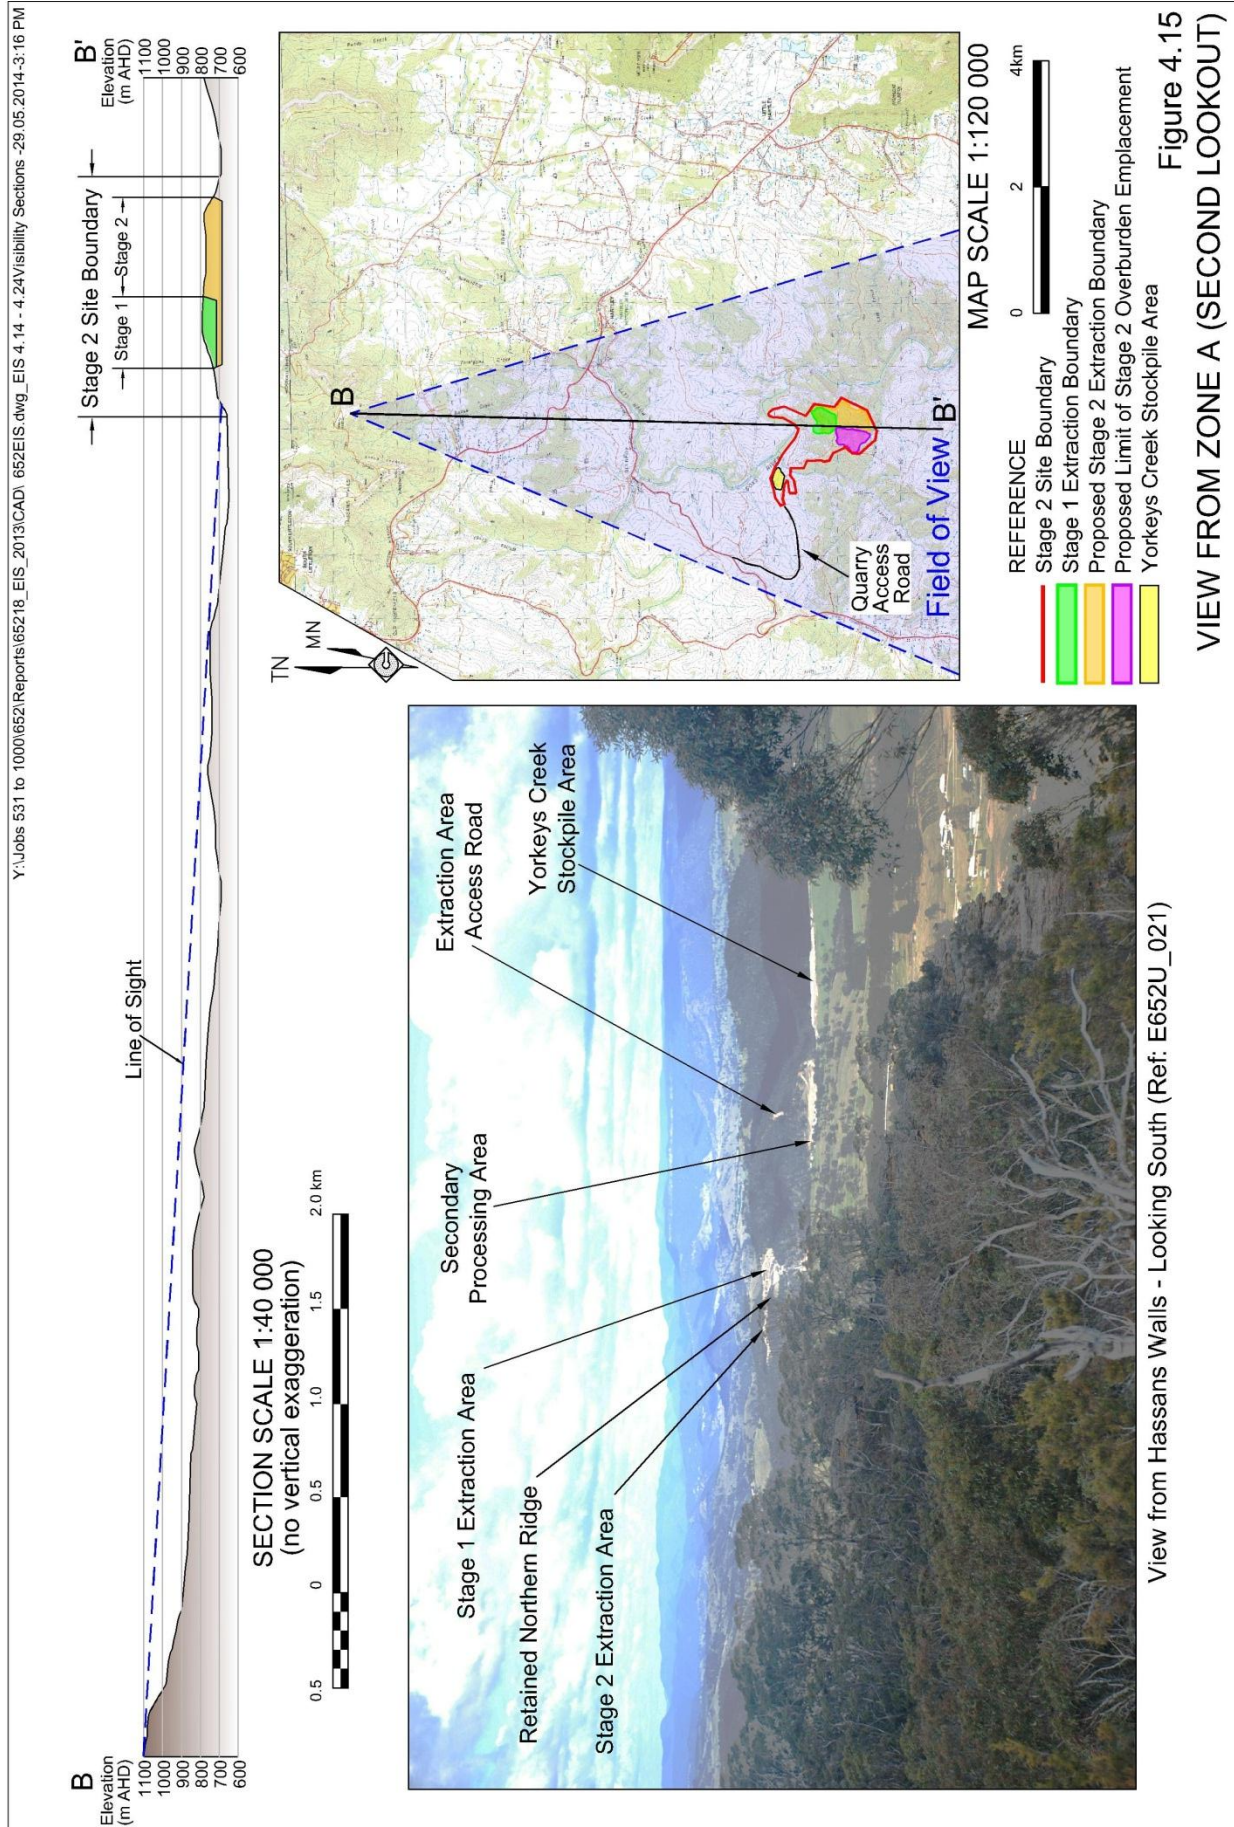 Y:\Jobs 531 to 1000\652\Reports\65218_EIS_2013\CAD\ 652EIS.dwg_EIS 4.14 - 4.24Visibility Sections -29.05.2014-3:16 PM
B
Elevation
(m AHD)
1100
1000
900
800
700
600
Line of Sight
Stage 2 Site Boundary
Stage 1
Stage 2
B'
Elevation
(m AHD)
1100
900
800
700
600
SECTION SCALE 1:40 000
(no vertical exaggeration)
0.5
0
0.5
1.0
1.5
2.0 km
Stage 1 Extraction Area
Retained Northern Ridge
Stage 2 Extraction Area
Secondary
Processing Area
Extraction Area
Access Road
Yorkeys Creek
Stockpile Area
View from Hassans Walls - Looking South (Ref: E652U_021)
TN
MN
B
B'
Quarry
Access
Road
Field of View
MAP SCALE 1:120 000
0
2
4km
REFERENCE
Stage 2 Site Boundary
Stage 1 Extraction Boundary
Proposed Stage 2 Extraction Boundary
Proposed Limit of Stage 2 Overburden Emplacement
Yorkeys Creek Stockpile Area
Figure 4.15
VIEW FROM ZONE A (SECOND LOOKOUT)